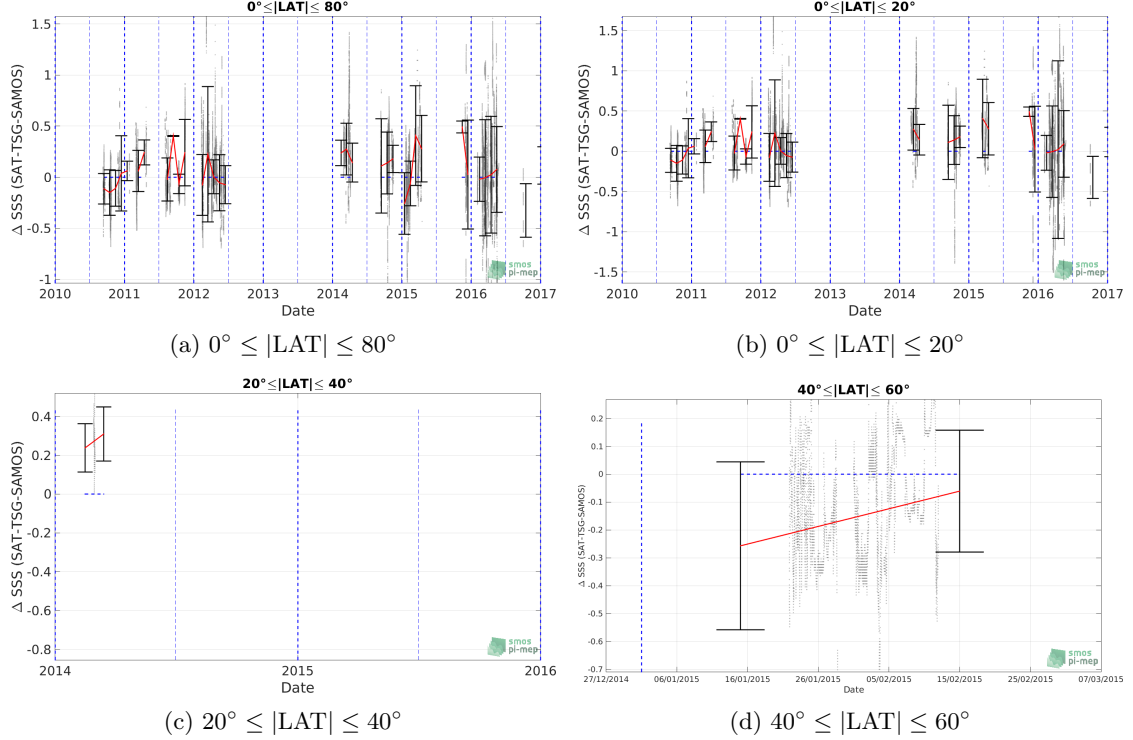 0°≤|LAT|≤ 80°
Δ SSS (SAT-TSG-SAMOS)
1.5
1
0.5
0
-0.5
-1
2010 2011 2012 2013 2014 2015 2016 2017
Date
smos
pi-mep
(a) 0° ≤ |LAT| ≤ 80°
0°≤|LAT|≤ 20°
Δ SSS (SAT-TSG-SAMOS)
1.5
1
0.5
0
-0.5
-1
-1.5
2010 2011 2012 2013 2014 2015 2016 2017
Date
smos
pi-mep
(b) 0° ≤ |LAT| ≤ 20°
20°≤|LAT|≤ 40°
Δ SSS (SAT-TSG-SAMOS)
0.4
0.2
0
-0.2
-0.4
-0.6
-0.8
2014 2015 2016
Date
smos
pi-mep
(c) 20° ≤ |LAT| ≤ 40°
40°≤|LAT|≤ 60°
Δ SSS (SAT-TSG-SAMOS)
0.2
0.1
0
-0.1
-0.2
-0.3
-0.4
-0.5
-0.6
-0.7
27/12/2014 06/01/2015 16/01/2015 26/01/2015 05/02/2015 15/02/2015 25/02/2015 07/03/2015
Date
smos
pi-mep
(d) 40° ≤ |LAT| ≤ 60°